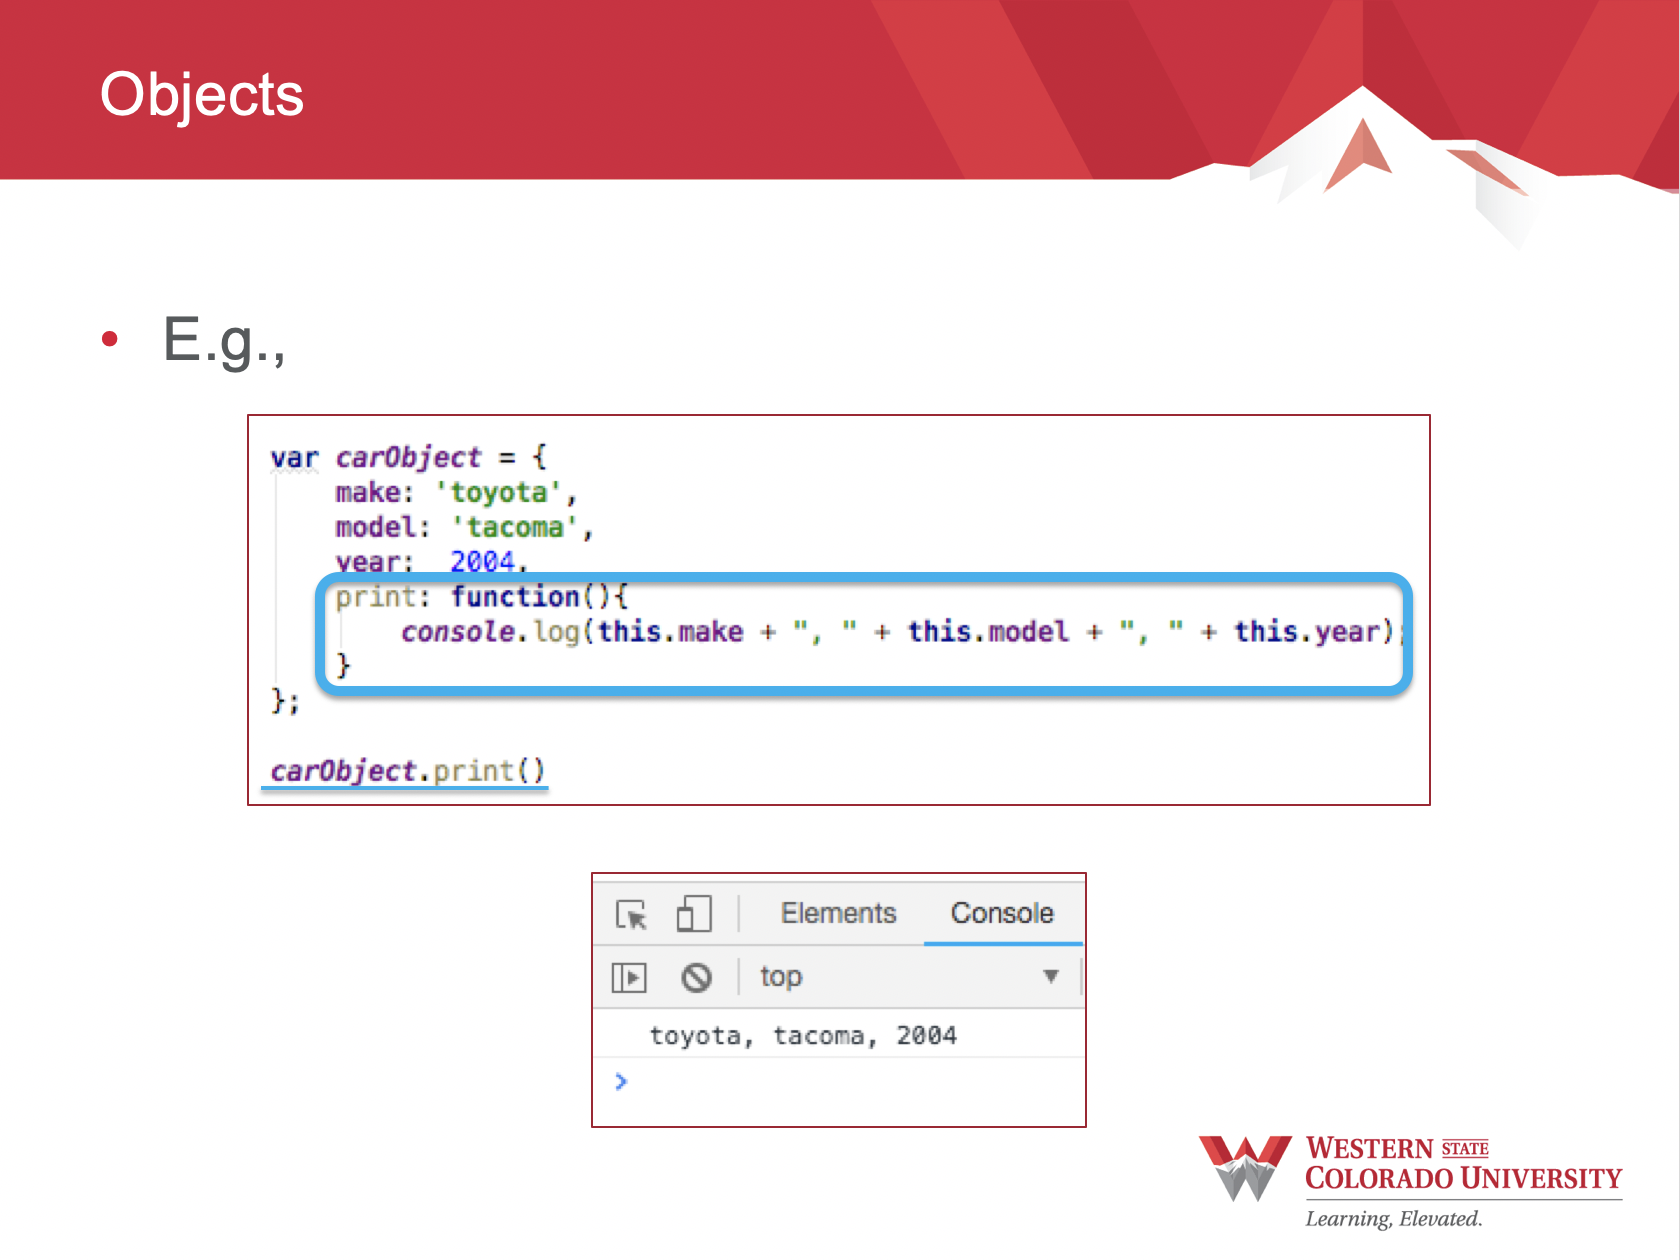 Objects
• E.g.,
var carObject = {
make: 'toyota',
model: 'tacoma',
year:  2004,
print: function(){
console.log(this.make + ", " + this.model + ", " + this.year);
}
};
carObject.print()
Elements Console
top
toyota, tacoma, 2004
>
WESTERN STATE
COLORADO UNIVERSITY
Learning, Elevated.